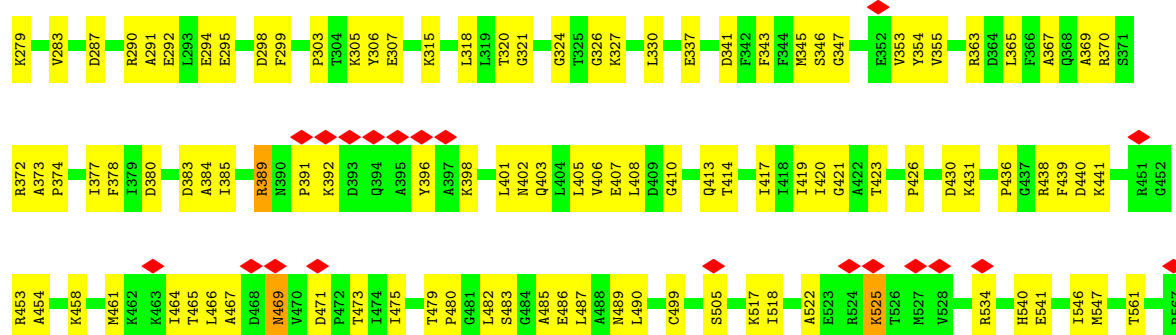 K279 V283 D287 R290 A291 E292 L293 E294 E295 D298 F299 P303 T304 K305 Y306 E307 K315 L318 L319 T320 G321 G324 T325 G326 K327 L330 E337 D341 F342 F343 F344 M345 S346 G347 E352 V353 Y354 V355 R363 D364 L365 F366 A367 Q368 A369 R370 S371
R372 A373 P374 I377 F378 I379 D380 D383 A384 I385 R389 N390 P391 K392 D393 Q394 A395 Y396 A397 K398 L401 N402 Q403 L404 L405 V406 E407 L408 D409 G410 Q413 T414 I417 I418 I419 I420 G421 A422 T423 P426 D430 K431 P436 G437 R438 F439 D440 K441 R451 G452
R453 A454 K458 M461 K462 K463 I464 T465 L466 A467 D468 N469 V470 D471 P472 T473 I474 I475 T479 P480 G481 L482 S483 G484 A485 E486 L487 A488 N489 L490 C499 S505 K517 I518 A522 E523 R524 K525 T526 M527 V528 R534 H540 E541 I546 M547 T561